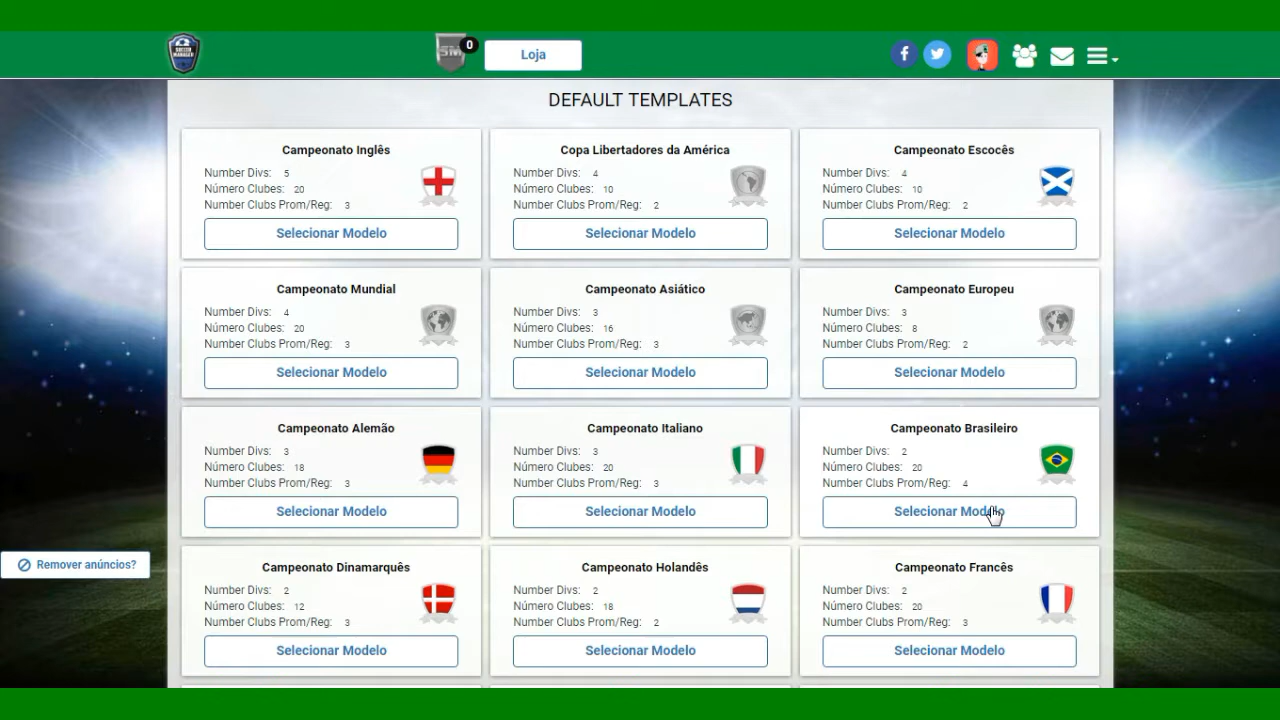 SOCCER MANAGER
SM
0
Loja
DEFAULT TEMPLATES
Campeonato Inglês
Number Divs: 5
Número Clubes: 20
Number Clubs Prom/Reg: 3
Selecionar Modelo
Copa Libertadores da América
Number Divs: 4
Número Clubes: 10
Number Clubs Prom/Reg: 2
Selecionar Modelo
Campeonato Escocês
Number Divs: 4
Número Clubes: 10
Number Clubs Prom/Reg: 2
Selecionar Modelo
Campeonato Mundial
Number Divs: 4
Número Clubes: 20
Number Clubs Prom/Reg: 3
Selecionar Modelo
Campeonato Asiático
Number Divs: 3
Número Clubes: 16
Number Clubs Prom/Reg: 3
Selecionar Modelo
Campeonato Europeu
Number Divs: 3
Número Clubes: 8
Number Clubs Prom/Reg: 2
Selecionar Modelo
Campeonato Alemão
Number Divs: 3
Número Clubes: 18
Number Clubs Prom/Reg: 3
Selecionar Modelo
Campeonato Italiano
Number Divs: 3
Número Clubes: 20
Number Clubs Prom/Reg: 3
Selecionar Modelo
Campeonato Brasileiro
Number Divs: 2
Número Clubes: 20
Number Clubs Prom/Reg: 4
Selecionar Modelo
Remover anúncios?
Campeonato Dinamarquês
Number Divs: 2
Número Clubes: 12
Number Clubs Prom/Reg: 3
Selecionar Modelo
Campeonato Holandês
Number Divs: 2
Número Clubes: 18
Number Clubs Prom/Reg: 2
Selecionar Modelo
Campeonato Francês
Number Divs: 2
Número Clubes: 20
Number Clubs Prom/Reg: 3
Selecionar Modelo